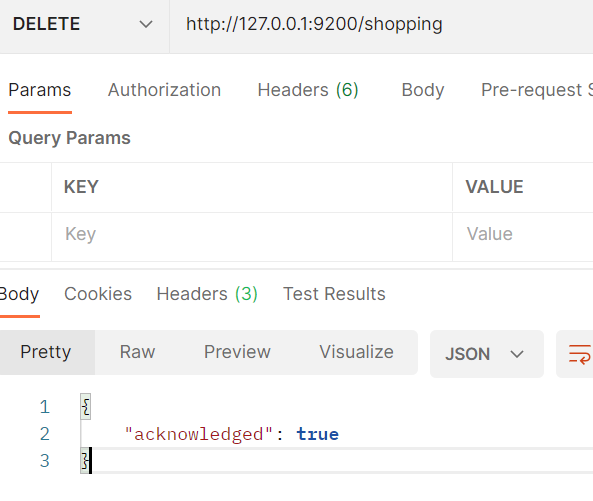 DELETE http://127.0.0.1:9200/shopping
Params Authorization Headers (6) Body Pre-request S
Query Params
KEY VALUE
Key Value
Body Cookies Headers (3) Test Results
Pretty Raw Preview Visualize JSON
1 {
2 "acknowledged": true
3 }